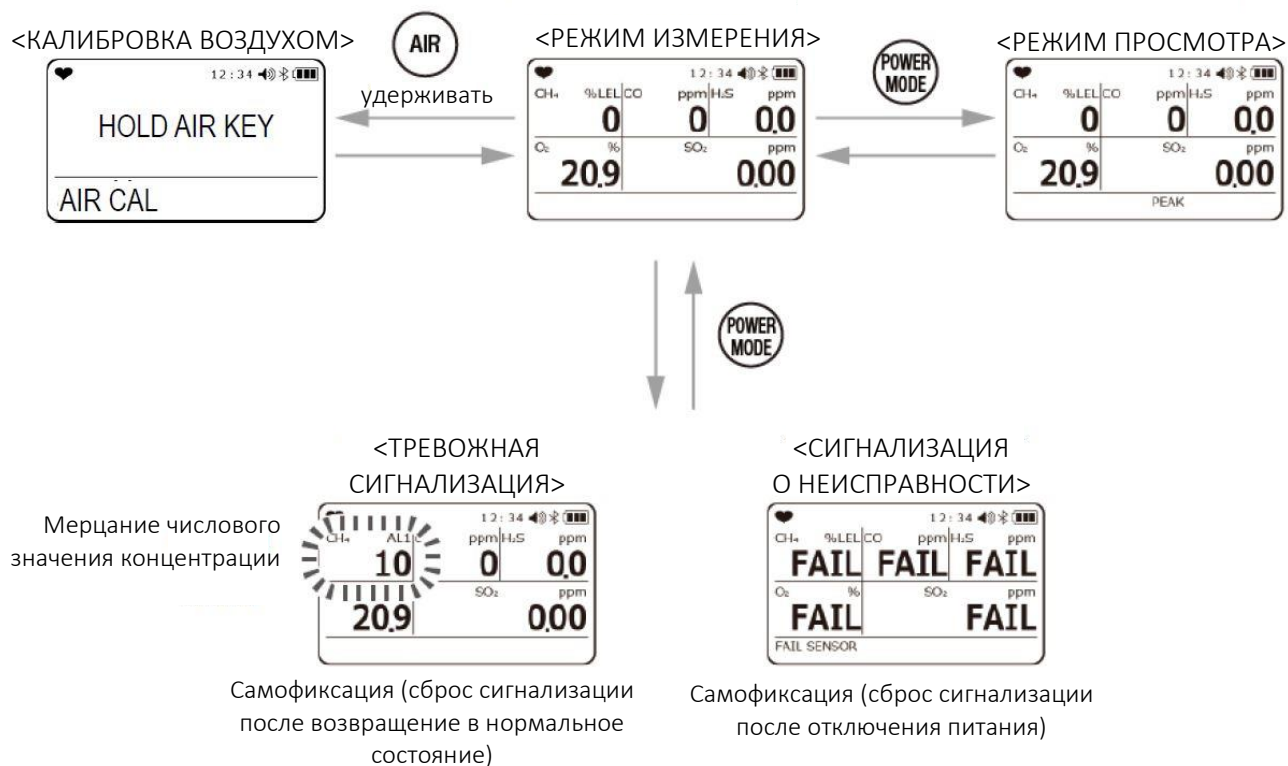 <КАЛИБРОВКА ВОЗДУХОМ>
AIR
удерживать
<РЕЖИМ ИЗМЕРЕНИЯ>
POWER
MODE
<РЕЖИМ ПРОСМОТРА>
12:34
HOLD AIR KEY
AIR CAL
12:34
CH₄ %LEL CO ppm H₂S ppm
0 0 0.0
O₂ % SO₂ ppm
20.9 0.00
12:34
CH₄ %LEL CO ppm H₂S ppm
0 0 0.0
O₂ % SO₂ ppm
20.9 0.00
PEAK
POWER
MODE
<ТРЕВОЖНАЯ
СИГНАЛИЗАЦИЯ>
Мерцание числового
значения концентрации
12:34
CH₄ AL1 ppm H₂S ppm
10 0 0.0
SO₂ ppm
20.9 0.00
Самофиксация (сброс сигнализации
после возвращение в нормальное
состояние)
<СИГНАЛИЗАЦИЯ
О НЕИСПРАВНОСТИ>
12:34
CH₄ %LEL CO ppm H₂S ppm
FAIL FAIL FAIL
O₂ % SO₂ ppm
FAIL FAIL
FAIL SENSOR
Самофиксация (сброс сигнализации
после отключения питания)